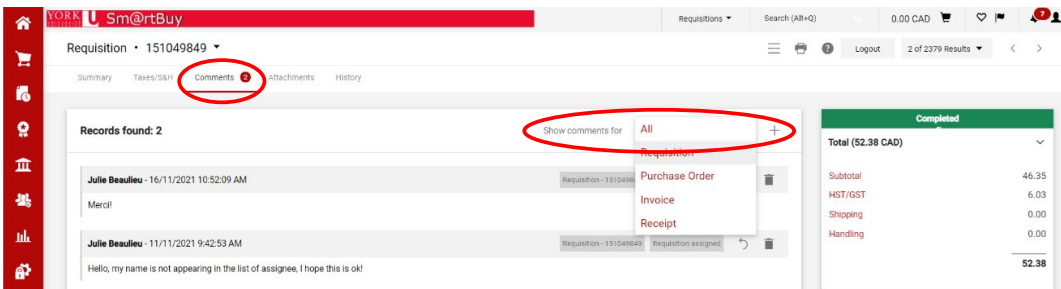 YORK UNIVERSITÉ U Sm@rtBuy Requisitions Search (Alt+Q) 0.00 CAD 7
Requisition • 151049849 Logout 2 of 2379 Results
Summary Taxes/S&H Comments 2 Attachments History
Records found: 2 Show comments for All
Requisition
Purchase Order
Invoice
Receipt
Julie Beaulieu - 16/11/2021 10:52:09 AM Requisition - 15104984
Merci!
Julie Beaulieu - 11/11/2021 9:42:53 AM Requisition - 151049849 Requisition assigned
Hello, my name is not appearing in the list of assignee, I hope this is ok!
Completed
Total (52.38 CAD)
Subtotal 46.35
HST/GST 6.03
Shipping 0.00
Handling 0.00
52.38